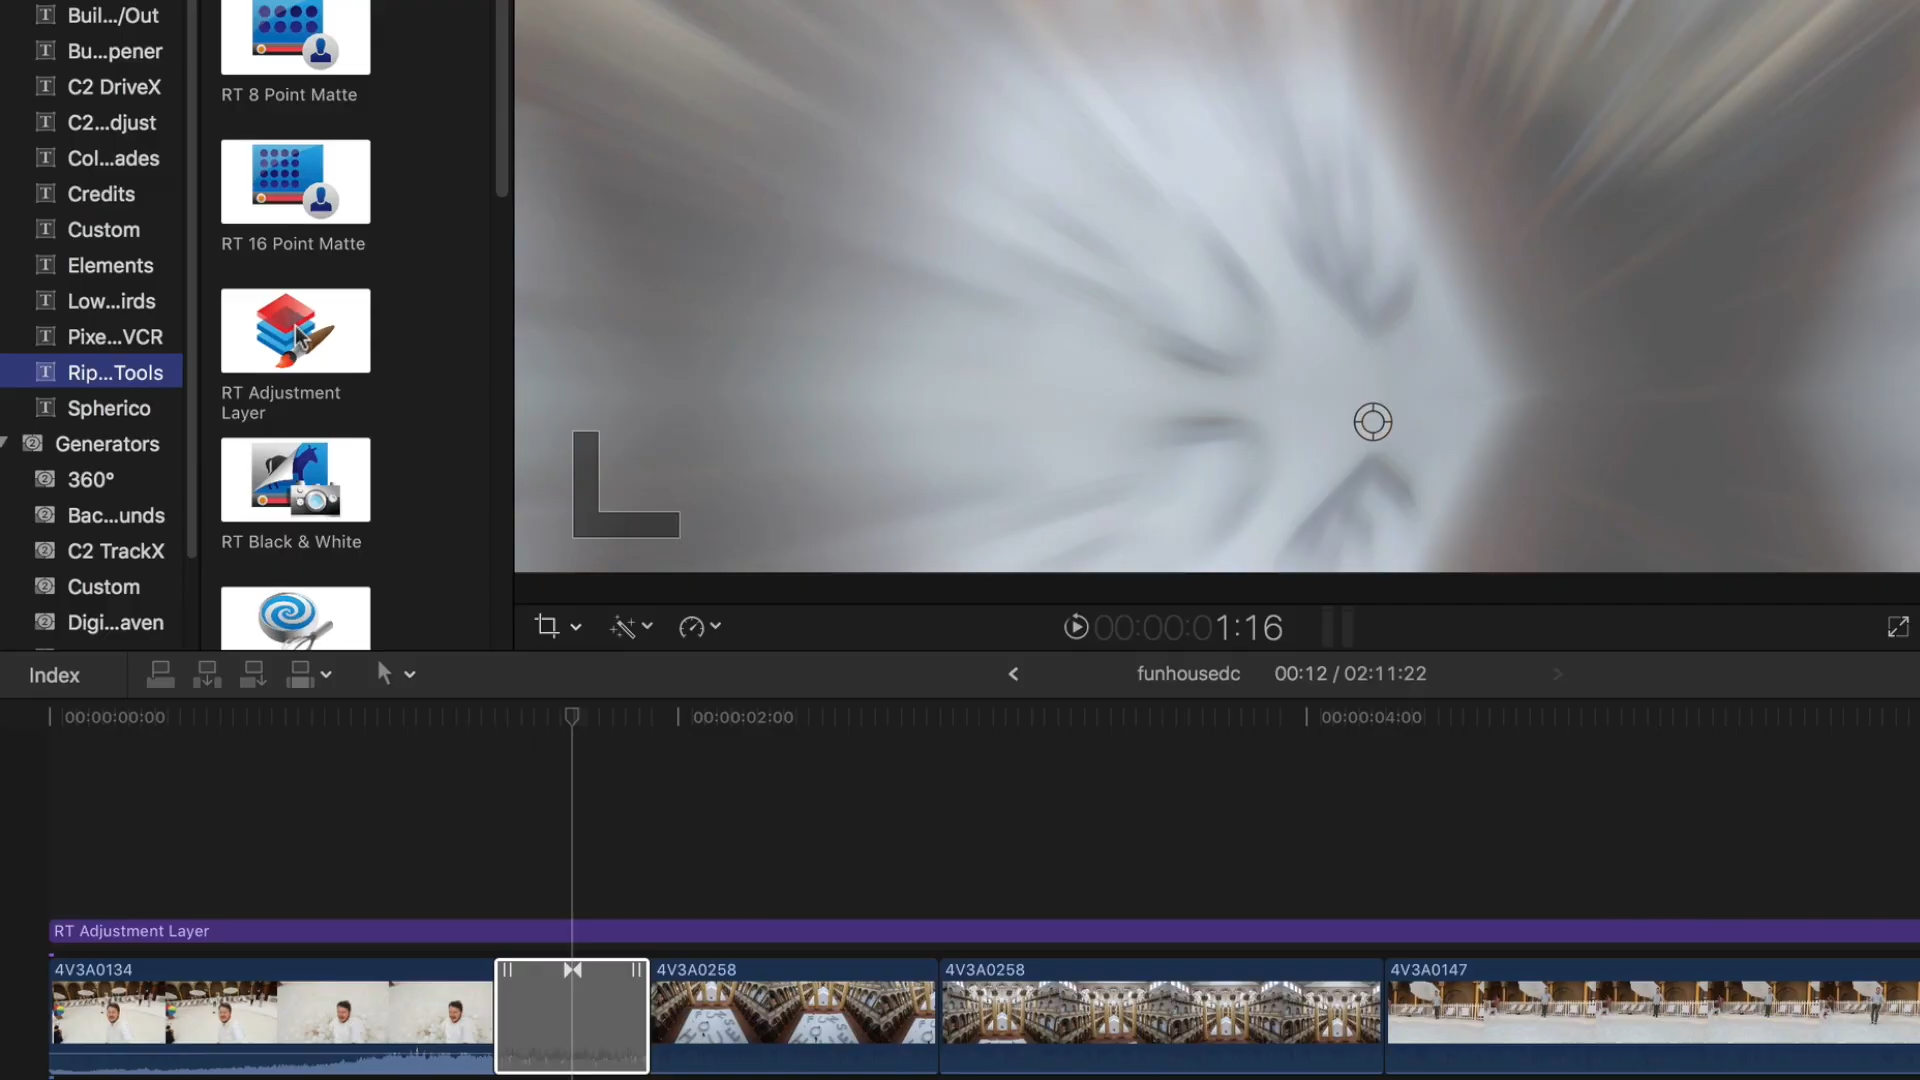 Buil.../Out
Bu...pener
C2 DriveX
C2...djust
Col...ades
Credits
Custom
Elements
Low...irds
Pixe...VCR
Rip...Tools
Spherico
Generators
360°
Bac...unds
C2 TrackX
Custom
Digi...aven
RT 8 Point Matte
RT 16 Point Matte
RT Adjustment
Layer
RT Black & White
00:00:01:16
Index
funhousedc 00:12 / 02:11:22
00:00:00:00
00:00:02:00
00:00:04:00
RT Adjustment Layer
4V3A0134
4V3A0258
4V3A0258
4V3A0147